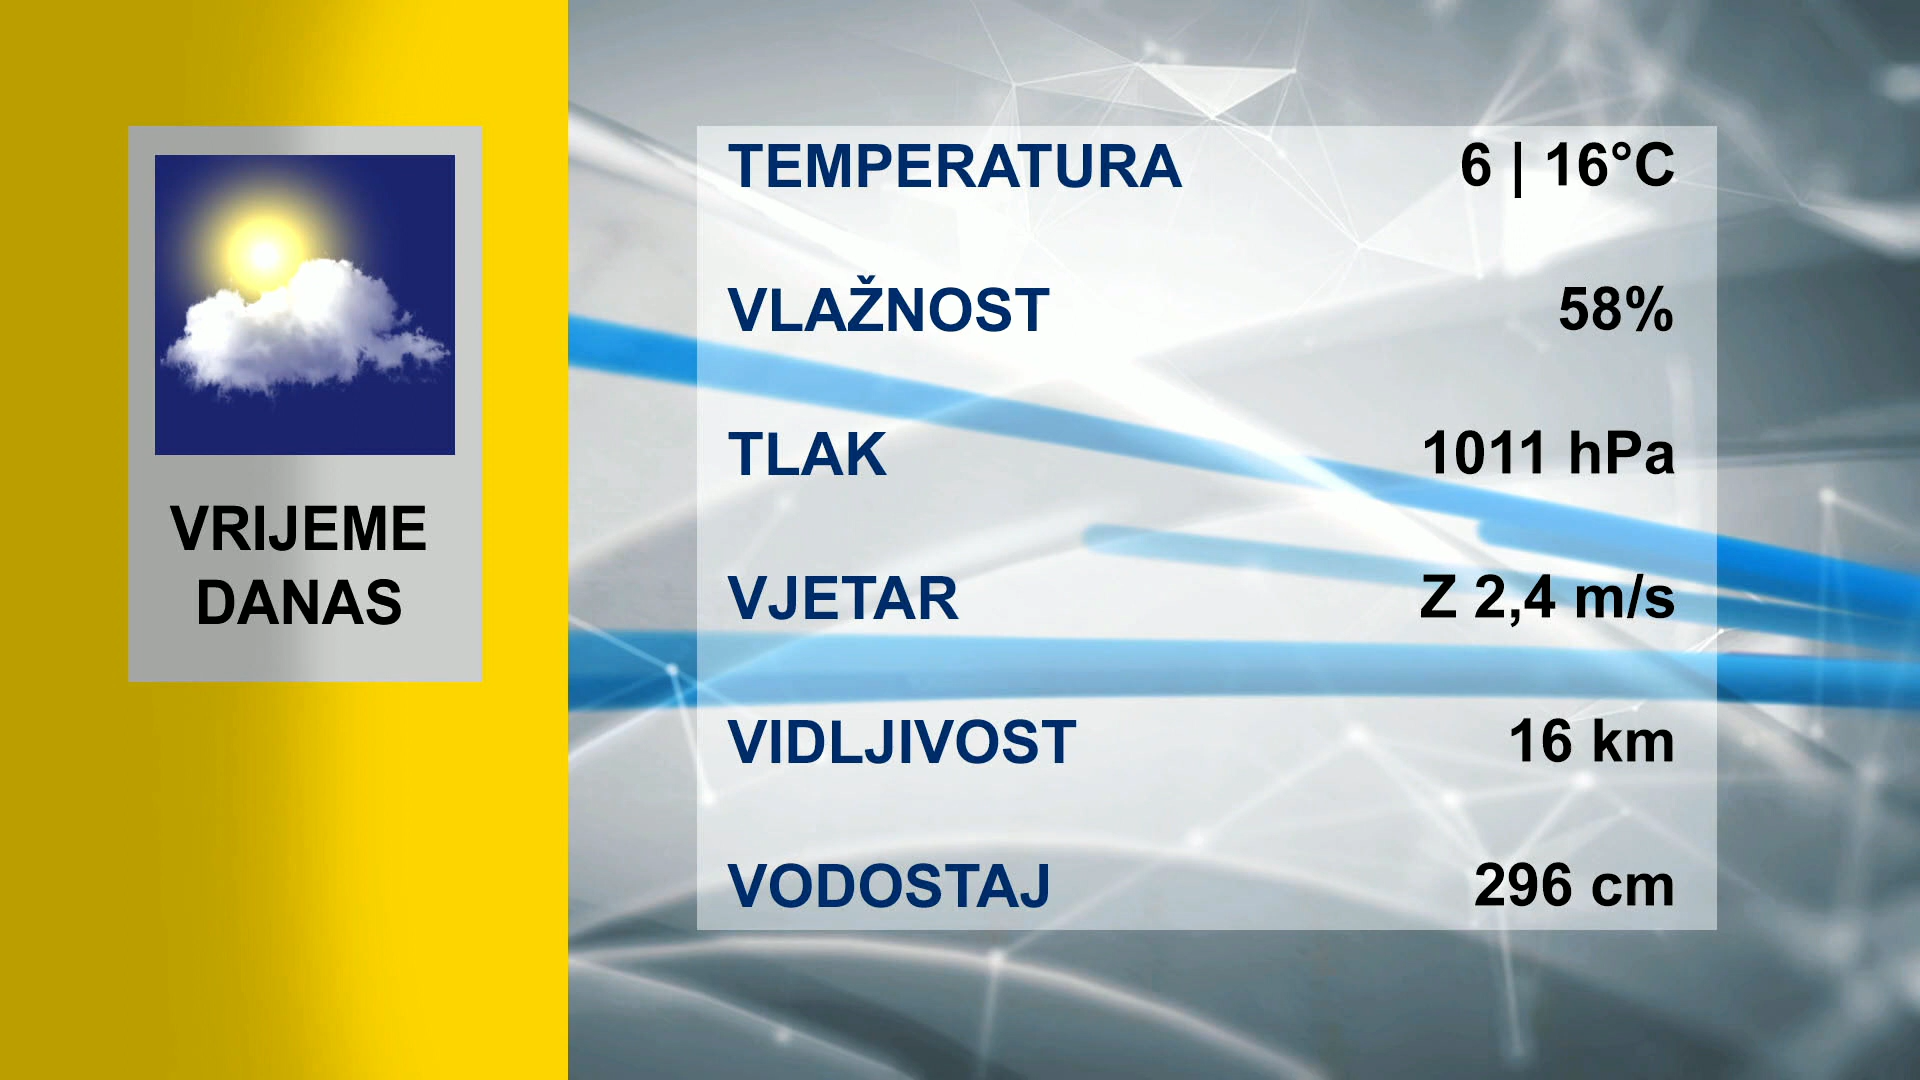 VRIJEME
DANAS
TEMPERATURA 6 | 16°C
VLAŽNOST 58%
TLAK 1011 hPa
VJETAR Z 2,4 m/s
VIDLJIVOST 16 km
VODOSTAJ 296 cm